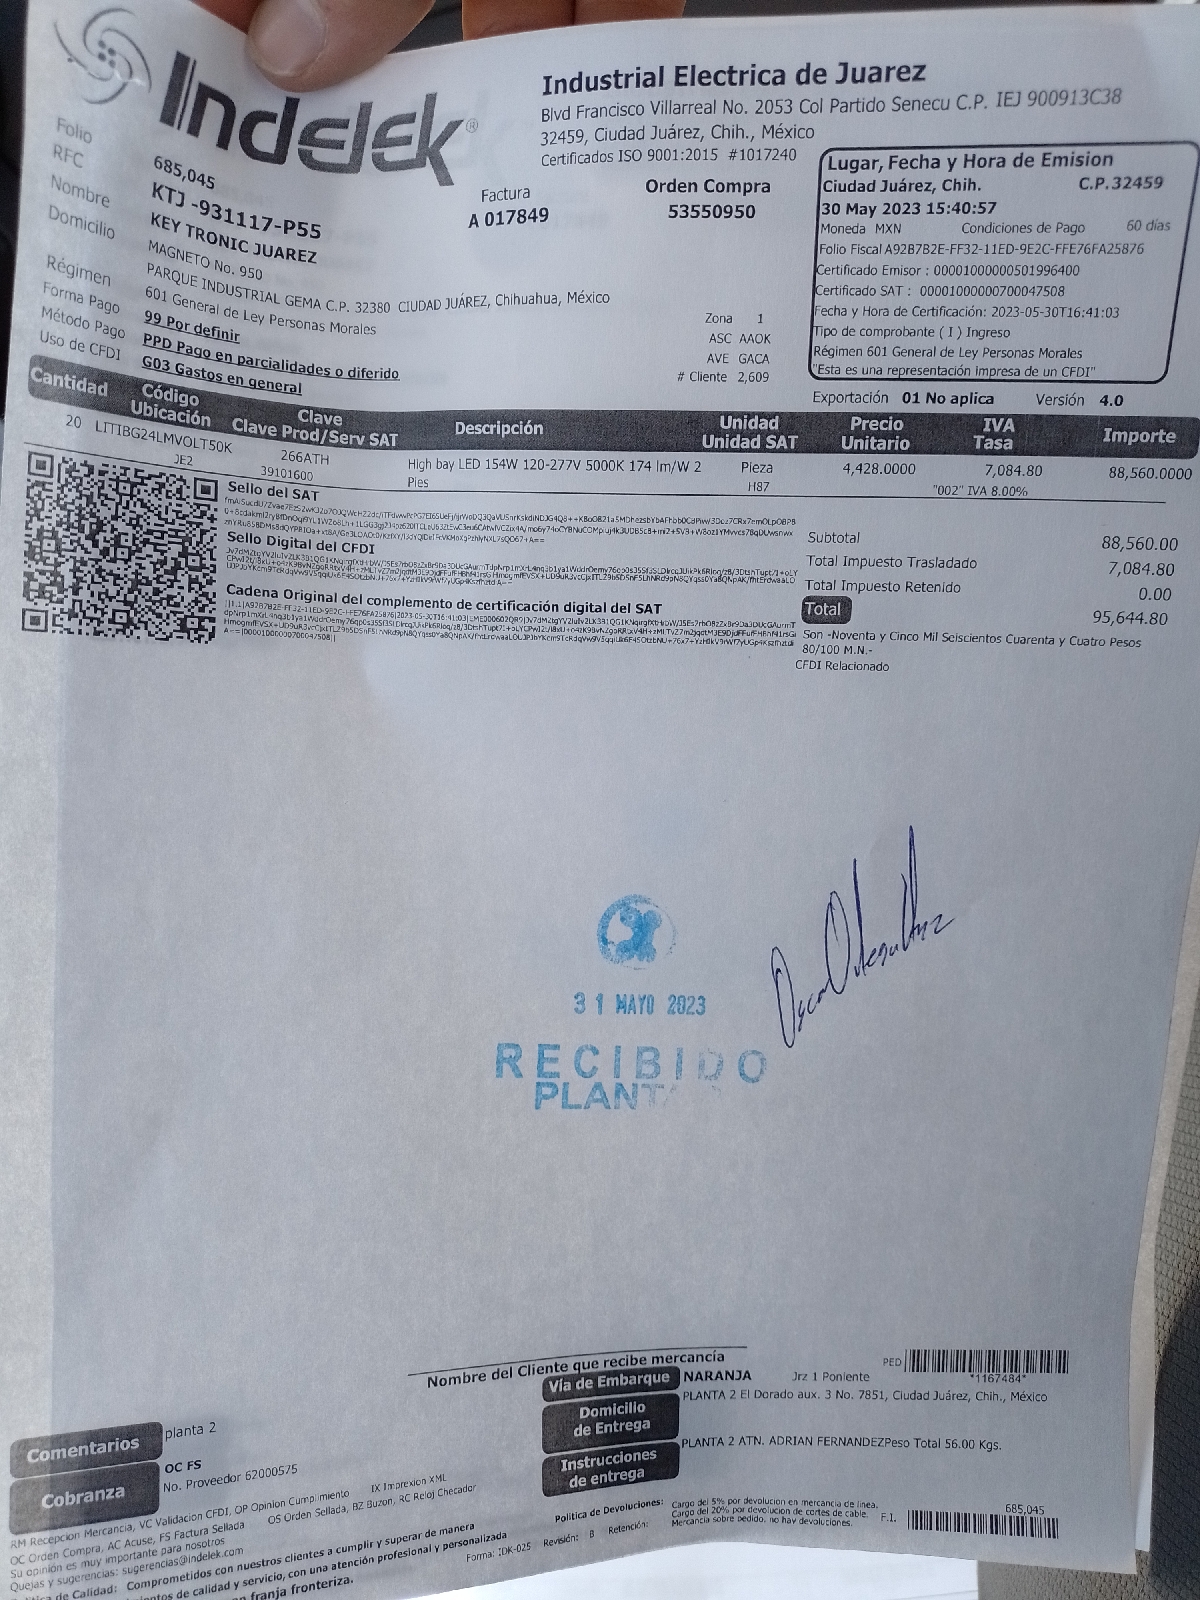 Indelek®
Industrial Electrica de Juarez
Blvd Francisco Villarreal No. 2053 Col Partido Senecu C.P. IEJ 900913C38
32459, Ciudad Juárez, Chih., México
Certificados ISO 9001:2015 #1017240
Folio 685,045
RFC KTJ -931117-P55
Nombre KEY TRONIC JUAREZ
Domicilio MAGNETO No. 950
PARQUE INDUSTRIAL GEMA C.P. 32380 CIUDAD JUÁREZ, Chihuahua, México
Régimen 601 General de Ley Personas Morales
Forma Pago 99 Por definir
Método Pago PPD Pago en parcialidades o diferido
Uso de CFDI G03 Gastos en general
Factura
A 017849
Orden Compra
53550950
Zona 1
ASC AAOK
AVE GACA
# Cliente 2,609
Lugar, Fecha y Hora de Emision
Ciudad Juárez, Chih. C.P. 32459
30 May 2023 15:40:57
Moneda MXN Condiciones de Pago 60 días
Folio Fiscal A92B7B2E-FF32-11ED-9E2C-FFE76FA25876
Certificado Emisor : 00001000000501996400
Certificado SAT : 00001000000700047508
Fecha y Hora de Certificación: 2023-05-30T16:41:03
Tipo de comprobante ( I ) Ingreso
Régimen 601 General de Ley Personas Morales
"Esta es una representación impresa de un CFDI"
Exportación 01 No aplica Versión 4.0
Cantidad Código Ubicación Clave Clave Prod/Serv SAT Descripción Unidad Unidad SAT Precio Unitario IVA Tasa Importe
20 LITIBG24LMVOLT50K 266ATH High bay LED 154W 120-277V 5000K 174 lm/W 2 Pieza 4,428.0000 7,084.80 88,560.0000
JE2 39101600 Pies H87 "002" IVA 8.00%
Sello del SAT
Sello Digital del CFDI
Cadena Original del complemento de certificación digital del SAT
Subtotal 88,560.00
Total Impuesto Trasladado 7,084.80
Total Impuesto Retenido 0.00
Total 95,644.80
Son -Noventa y Cinco Mil Seiscientos Cuarenta y Cuatro Pesos
80/100 M.N.-
CFDI Relacionado
31 MAYO 2023
RECIBIDO
PLANTA
Nombre del Cliente que recibe mercancía
Vía de Embarque NARANJA Jrz 1 Poniente
PED *1167484*
Domicilio de Entrega PLANTA 2 El Dorado aux. 3 No. 7851, Ciudad Juárez, Chih., México
Instrucciones de entrega PLANTA 2 ATN. ADRIAN FERNANDEZPeso Total 56.00 Kgs.
Comentarios planta 2
Cobranza OC FS
No. Proveedor 62000575
RM Recepcion Mercancia, VC Validacion CFDI, OP Opinion Cumplimiento IX Impresion XML
OC Orden Compra, AC Acuse, FS Factura Sellada OS Orden Sellada, BZ Buzon, RC Reloj Checador
Su opinión es muy importante para nosotros
Quejas y sugerencias: sugerencias@indelek.com
de Calidad: Comprometidos con nuestros clientes a cumplir y superar de manera
de calidad y servicio, con una atención profesional y personalizada
franja fronteriza.
Forma: IDK-025 Revisión: B Retención:
Politica de Devoluciones: Cargo del 5% por devolucion en mercancia de linea.
Cargo del 20% por devolucion de cortes de cable.
Mercancia sobre pedido, no hay devoluciones.
F.I. 685,045